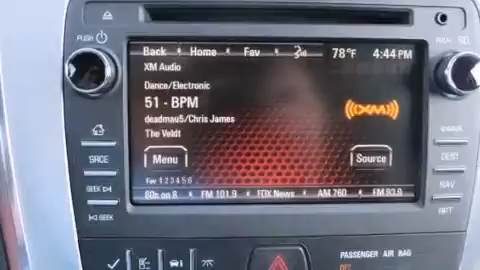 PUSH
Back • Home • Fav • 78°F 4:44 PM
XM Audio
Dance/Electronic
51 - BPM
deadmau5/Chris James
The Veldt
XM
Menu
Source
Fav 1 2 3 4 5 6
60s on 6 • FM 101.9 • FOX News • AM 760 • FM 93.9
SRCE
SEEK
SEEK
DEST
NAV
RPT
PASSENGER AIR BAG
OFF